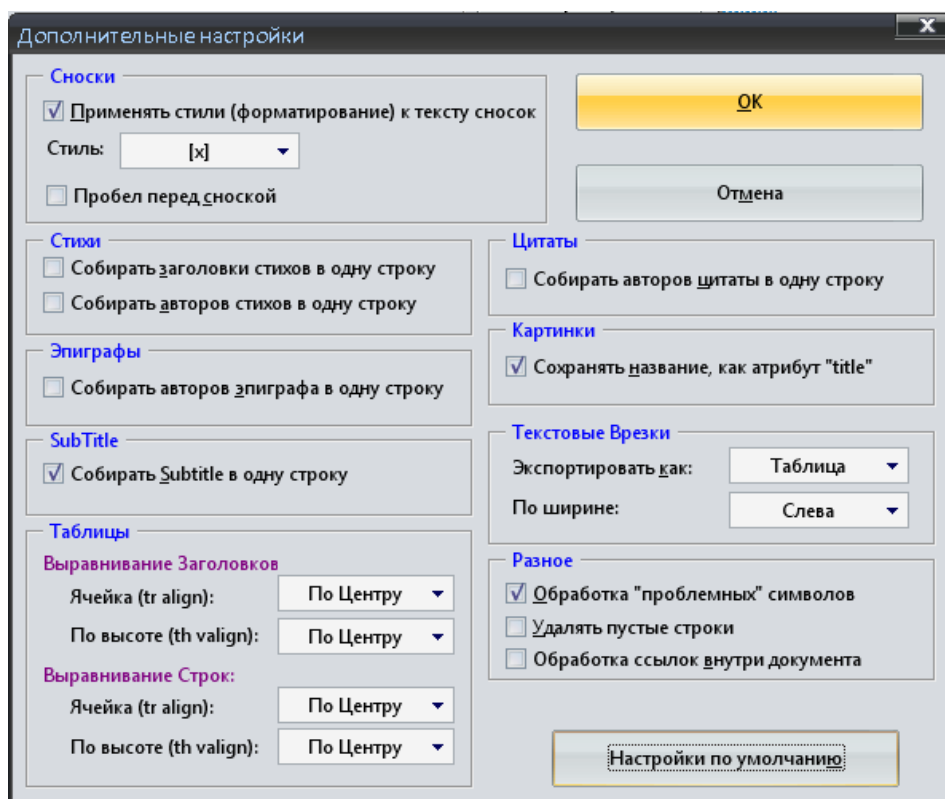 Дополнительные настройки
X
Сноски
Применять стили (форматирование) к тексту сносок
Стиль: [x]
Пробел перед сноской
OK
Отмена
Стихи
Собирать заголовки стихов в одну строку
Собирать авторов стихов в одну строку
Эпиграфы
Собирать авторов эпиграфа в одну строку
SubTitle
Собирать Subtitle в одну строку
Таблицы
Выравнивание Заголовков
Ячейка (tr align): По Центру
По высоте (th valign): По Центру
Выравнивание Строк:
Ячейка (tr align): По Центру
По высоте (th valign): По Центру
Цитаты
Собирать авторов цитаты в одну строку
Картинки
Сохранять название, как атрибут "title"
Текстовые Врезки
Экспортировать как: Таблица
По ширине: Слева
Разное
Обработка "проблемных" символов
Удалять пустые строки
Обработка ссылок внутри документа
Настройки по умолчанию